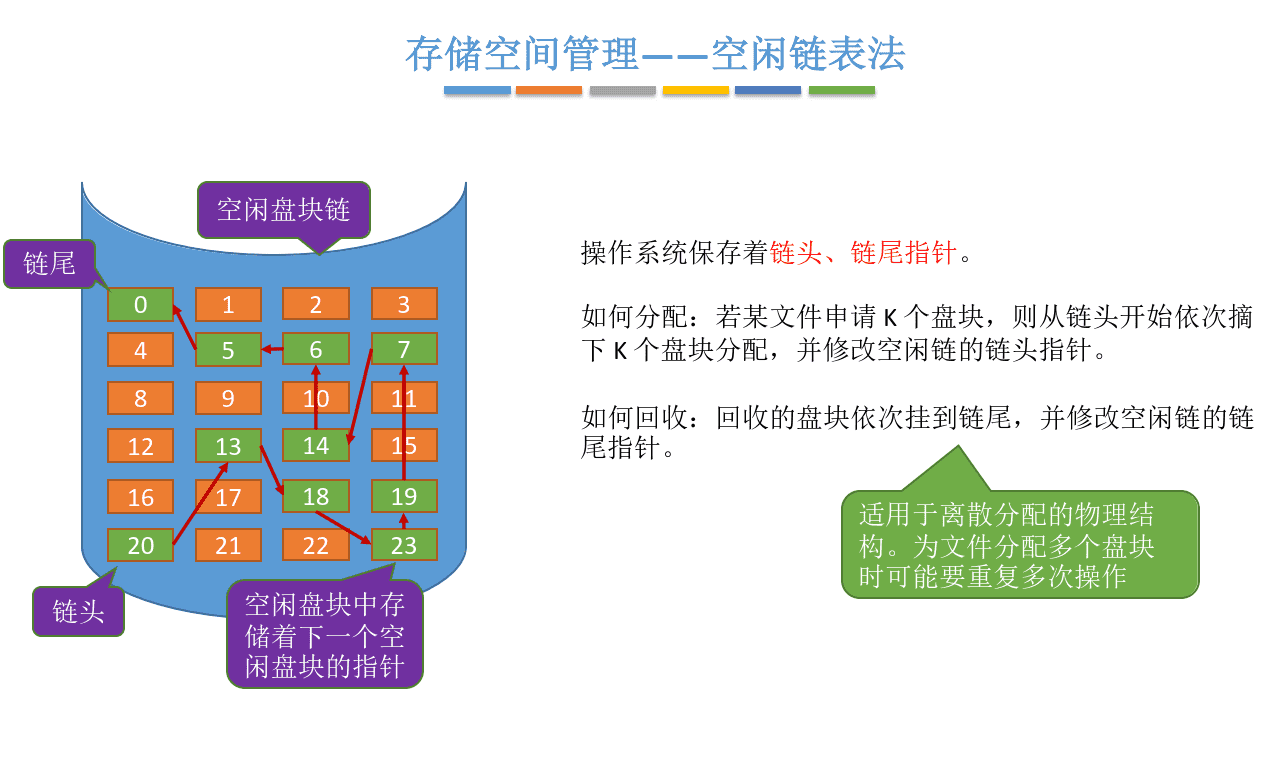 存储空间管理——空闲链表法
空闲盘块链
链尾
0 1 2 3
4 5 6 7
8 9 10 11
12 13 14 15
16 17 18 19
20 21 22 23
链头
空闲盘块中存
储着下一个空
闲盘块的指针
操作系统保存着链头、链尾指针。
如何分配：若某文件申请 K 个盘块，则从链头开始依次摘
下 K 个盘块分配，并修改空闲链的链头指针。
如何回收：回收的盘块依次挂到链尾，并修改空闲链的链
尾指针。
适用于离散分配的物理结
构。为文件分配多个盘块
时可能要重复多次操作